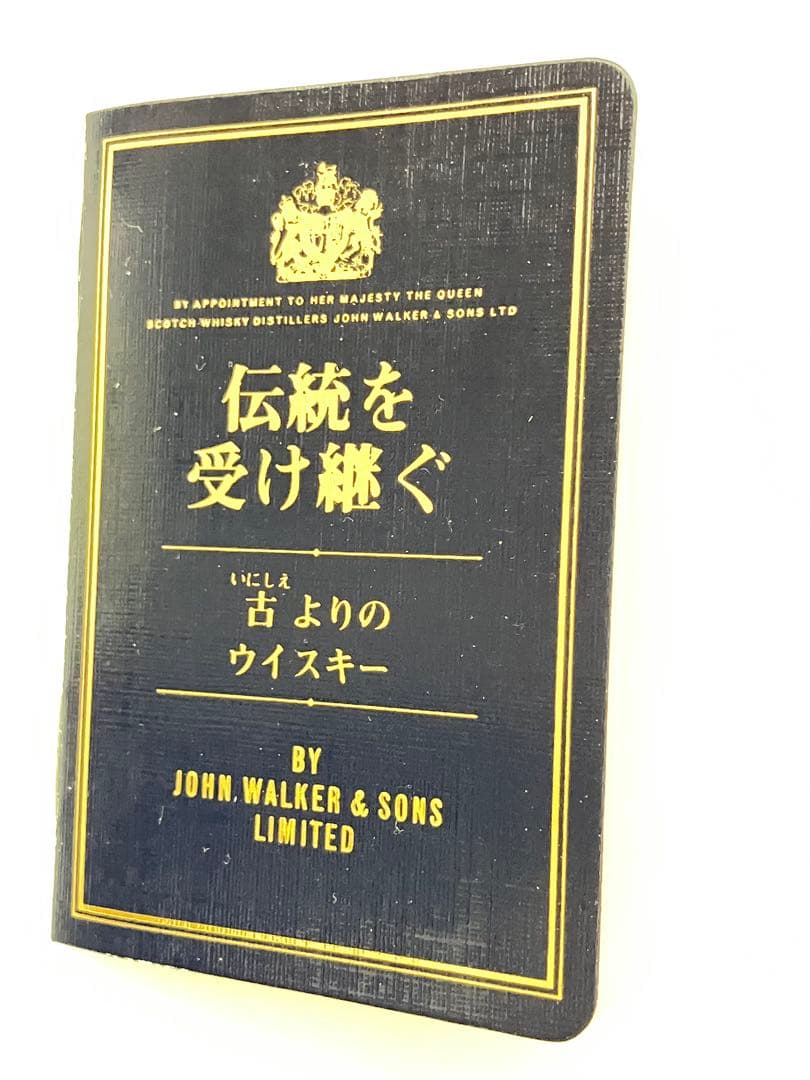 BY APPOINTMENT TO HER MAJESTY THE QUEEN
SCOTCH WHISKY DISTILLERS JOHN WALKER & SONS LTD
伝統を
受け継ぐ
いにしえ
古よりの
ウイスキー
BY
JOHN WALKER & SONS
LIMITED